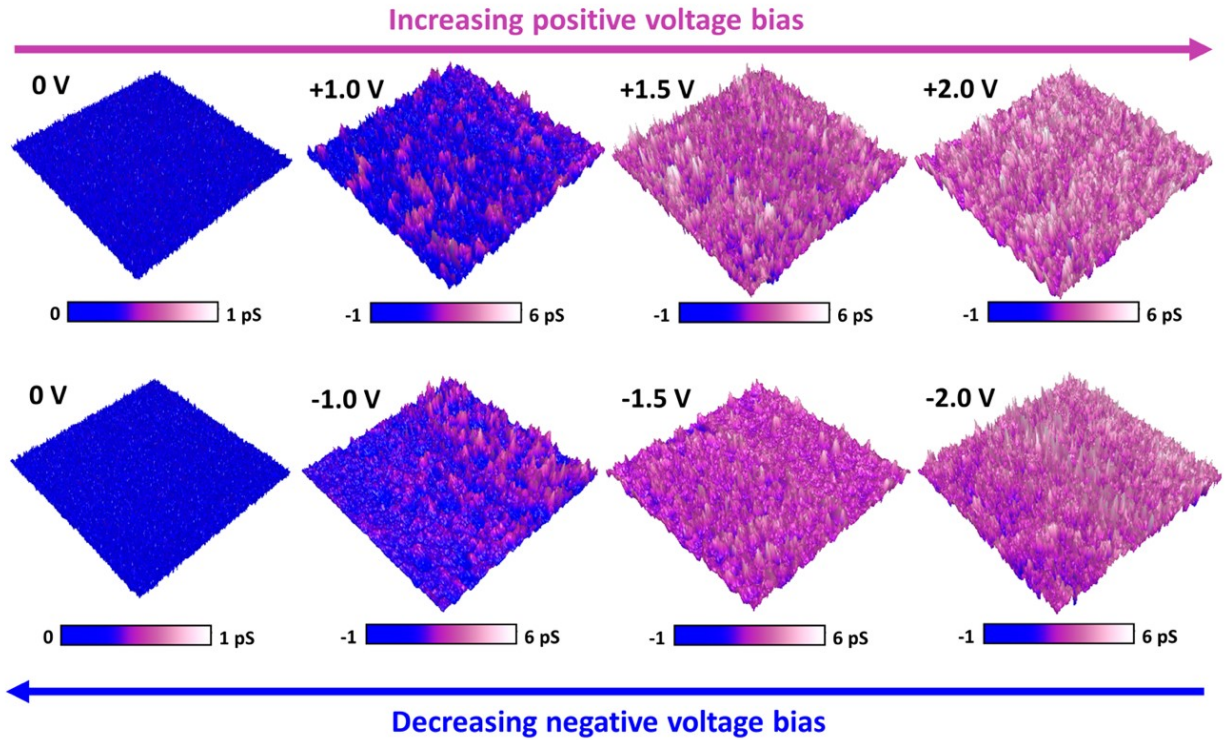 Increasing positive voltage bias
0 V
+1.0 V
+1.5 V
+2.0 V
0 1 pS
-1 6 pS
-1 6 pS
-1 6 pS
0 V
-1.0 V
-1.5 V
-2.0 V
0 1 pS
-1 6 pS
-1 6 pS
-1 6 pS
Decreasing negative voltage bias